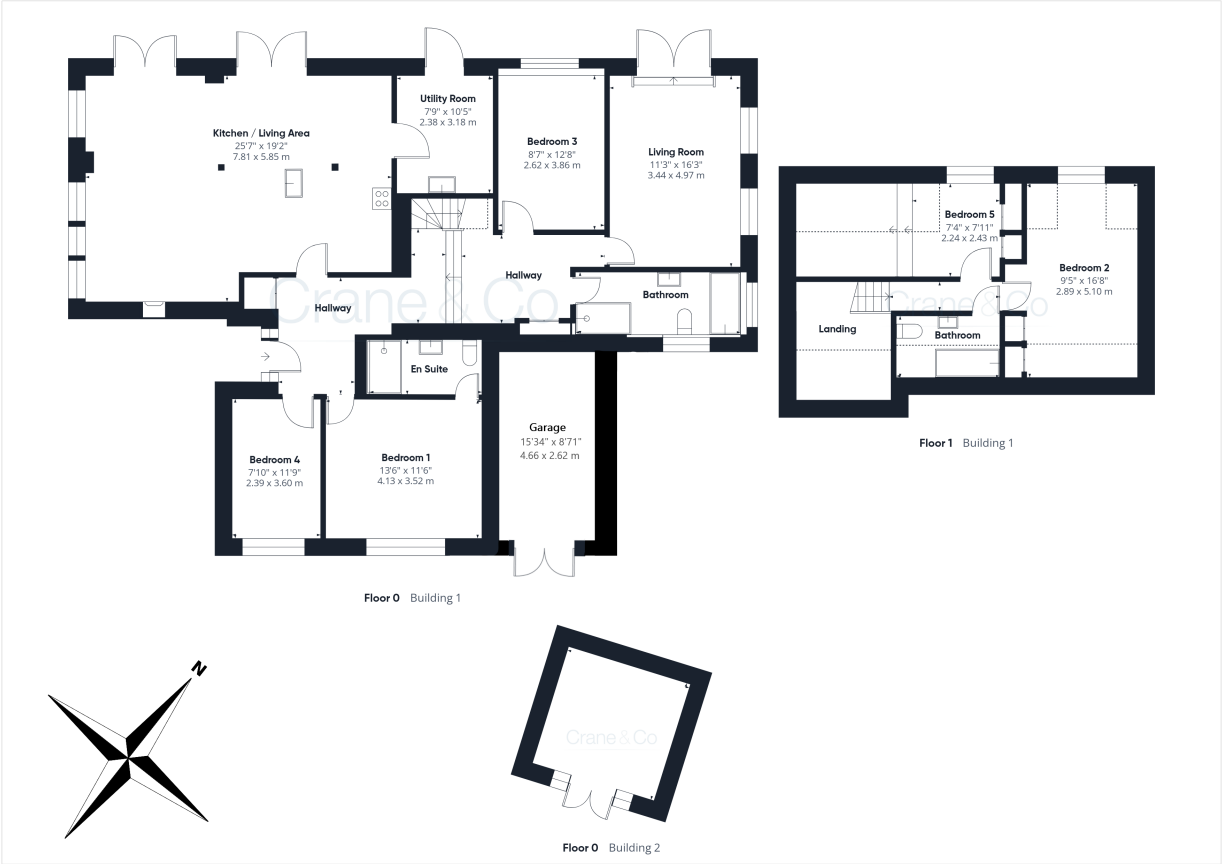 Kitchen / Living Area
25'7" x 19'2"
7.81 x 5.85 m
Utility Room
7'9" x 10'5"
2.38 x 3.18 m
Bedroom 3
8'7" x 12'8"
2.62 x 3.86 m
Living Room
11'3" x 16'3"
3.44 x 4.97 m
Hallway
Bathroom
Hallway
Crane & Co
En Suite
Bedroom 4
7'10" x 11'9"
2.39 x 3.60 m
Bedroom 1
13'6" x 11'6"
4.13 x 3.52 m
Garage
15'34" x 8'71"
4.66 x 2.62 m
Floor 0 Building 1
Bedroom 5
7'4" x 7'11"
2.24 x 2.43 m
Bedroom 2
9'5" x 16'8"
2.89 x 5.10 m
Crane & Co
Landing
Bathroom
Floor 1 Building 1
N
Crane & Co
Floor 0 Building 2